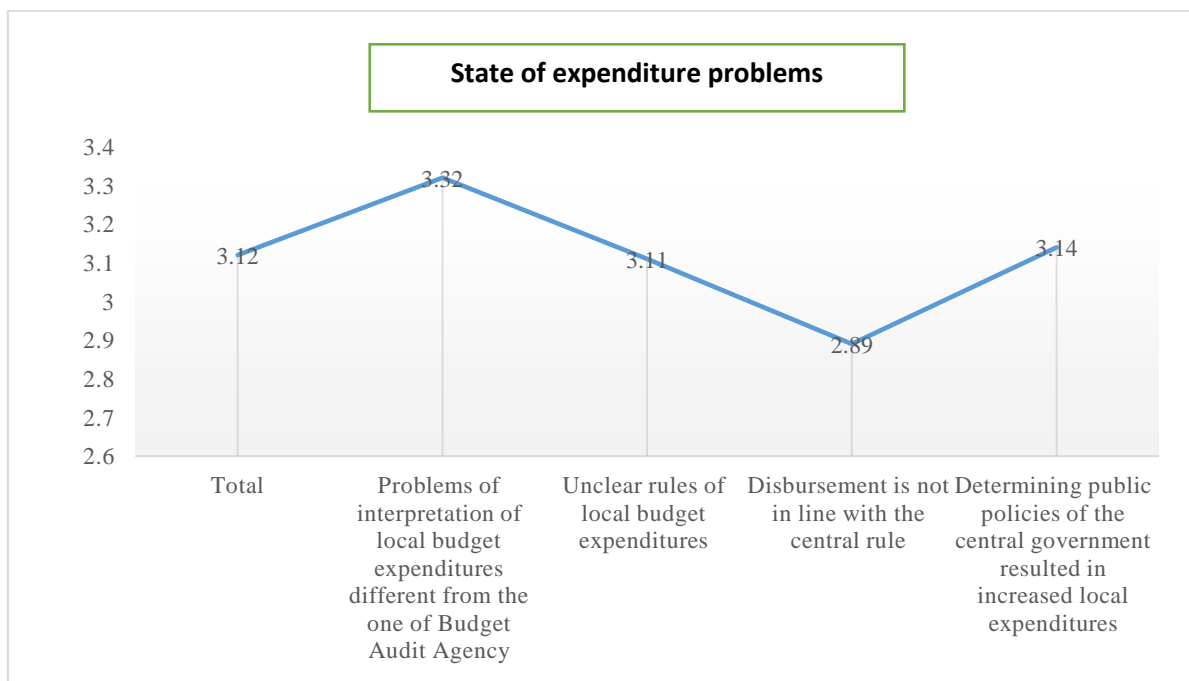 State of expenditure problems
3.4
3.3
3.2
3.1
3
2.9
2.8
2.7
2.6
3.12
3.32
3.11
2.89
3.14
Total
Problems of
interpretation of
local budget
expenditures
different from the
one of Budget
Audit Agency
Unclear rules of
local budget
expenditures
Disbursement is not
in line with the
central rule
Determining public
policies of the
central government
resulted in
increased local
expenditures